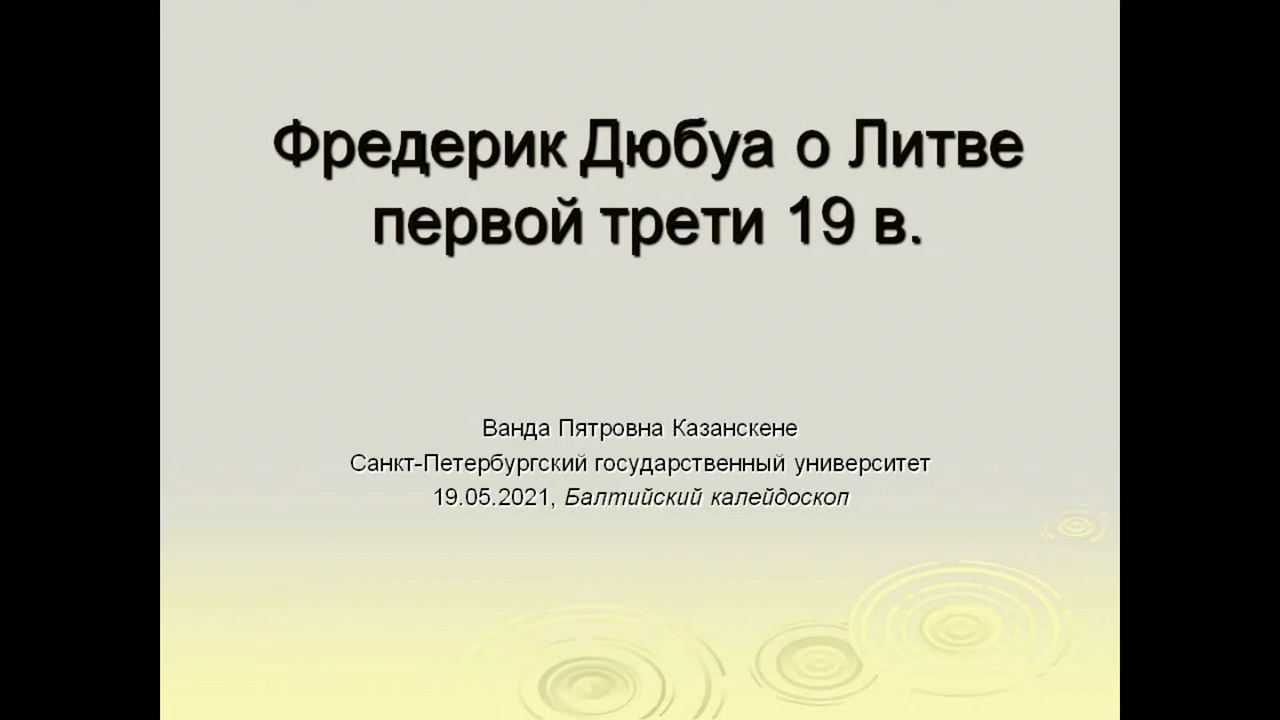 Фредерик Дюбуа о Литве
первой трети 19 в.
Ванда Пятровна Казанскене
Санкт-Петербургский государственный университет
19.05.2021, Балтийский калейдоскоп